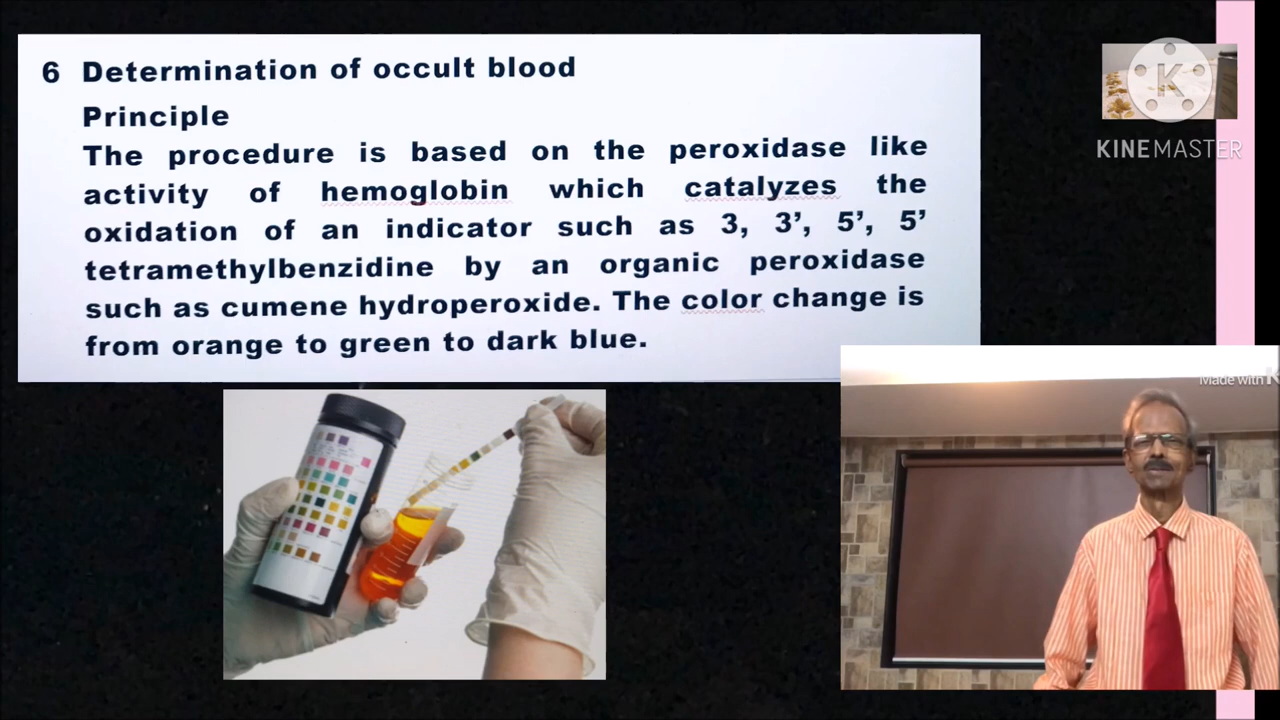 6 Determination of occult blood
Principle
The procedure is based on the peroxidase like
activity of hemoglobin which catalyzes the
oxidation of an indicator such as 3, 3’, 5’, 5’
tetramethylbenzidine by an organic peroxidase
such as cumene hydroperoxide. The color change is
from orange to green to dark blue.
K
KINEMASTER
Made with K